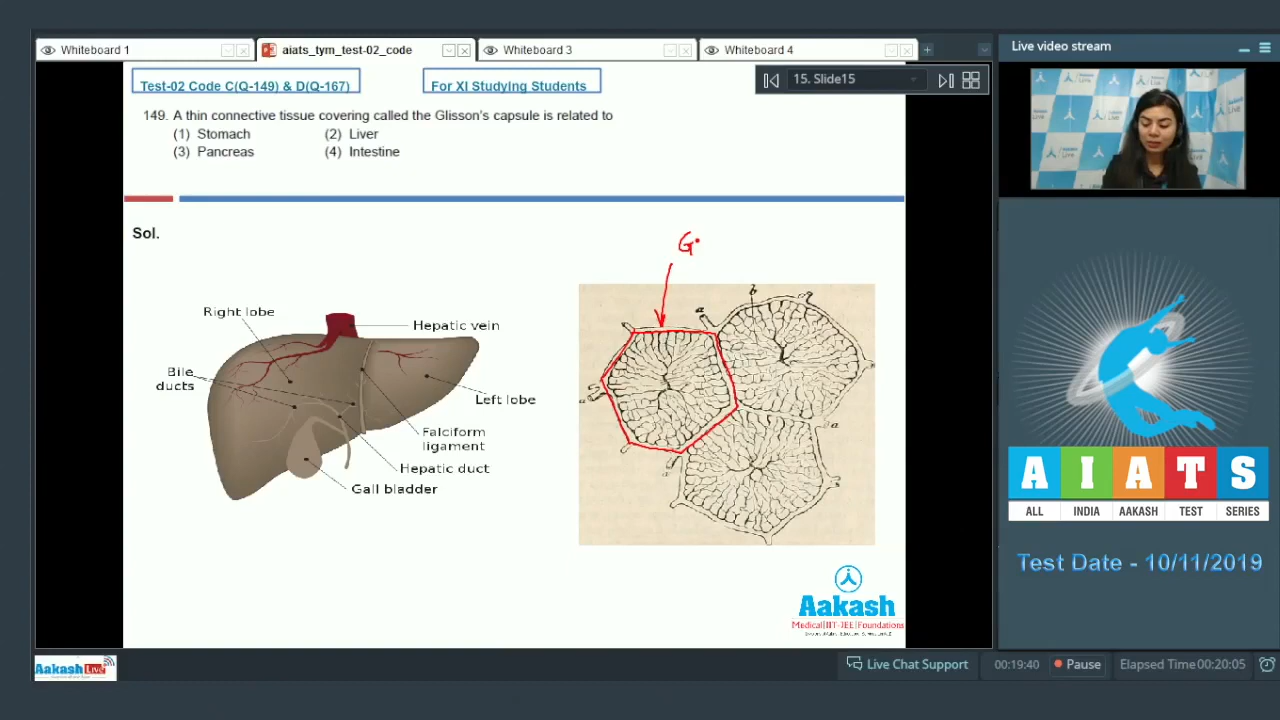 Whiteboard 1
aiats_tym_test-02_code
Whiteboard 3
Whiteboard 4
Live video stream
Test-02 Code C(Q-149) & D(Q-167)
For XI Studying Students
15. Slide15
149. A thin connective tissue covering called the Glisson's capsule is related to
(1) Stomach (2) Liver
(3) Pancreas (4) Intestine
Sol.
G.
Right lobe
Hepatic vein
Bile
ducts
Left lobe
Falciform
ligament
Hepatic duct
Gall bladder
a
b
a
a
AIATS
ALL INDIA AAKASH TEST SERIES
Test Date - 10/11/2019
Aakash
Medical|IIT-JEE|Foundations
Aakash Live
Live Chat Support
00:19:40
Pause
Elapsed Time 00:20:05